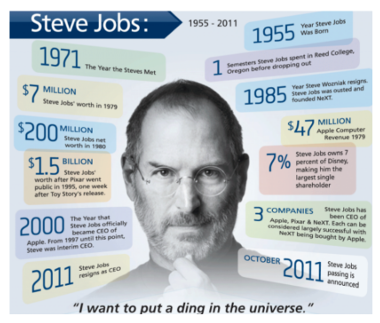 Steve Jobs:
1955 - 2011
1955 Year Steve Jobs
Was Born
1971 The Year the Steves Met
1 Semesters Steve Jobs spent in Reed College,
Oregon before dropping out
$7 MILLION
Steve Jobs' worth in 1979
1985 Year Steve Wozniak resigns.
Steve Jobs was ousted and
founded NeXT.
$200 MILLION
Steve Jobs net
worth in 1980
$47 MILLION
Apple Computer
Revenue 1979
$1.5 BILLION
Steve Jobs'
worth after Pixar went
public in 1995, one week
after Toy Story's release.
7% Steve Jobs owns 7
percent of Disney,
making him the
largest single
shareholder
2000 The Year that
Steve Jobs officially
became CEO of
Apple. From 1997 until this point,
Steve was interim CEO.
3 COMPANIES Steve Jobs has
been CEO of
Apple, Pixar & NeXT. Each can be
considered largely successful with
NeXT being bought by Apple.
2011 Steve Jobs
resigns as CEO
OCTOBER 2011 Steve Jobs
passing is
announced
"I want to put a ding in the universe."